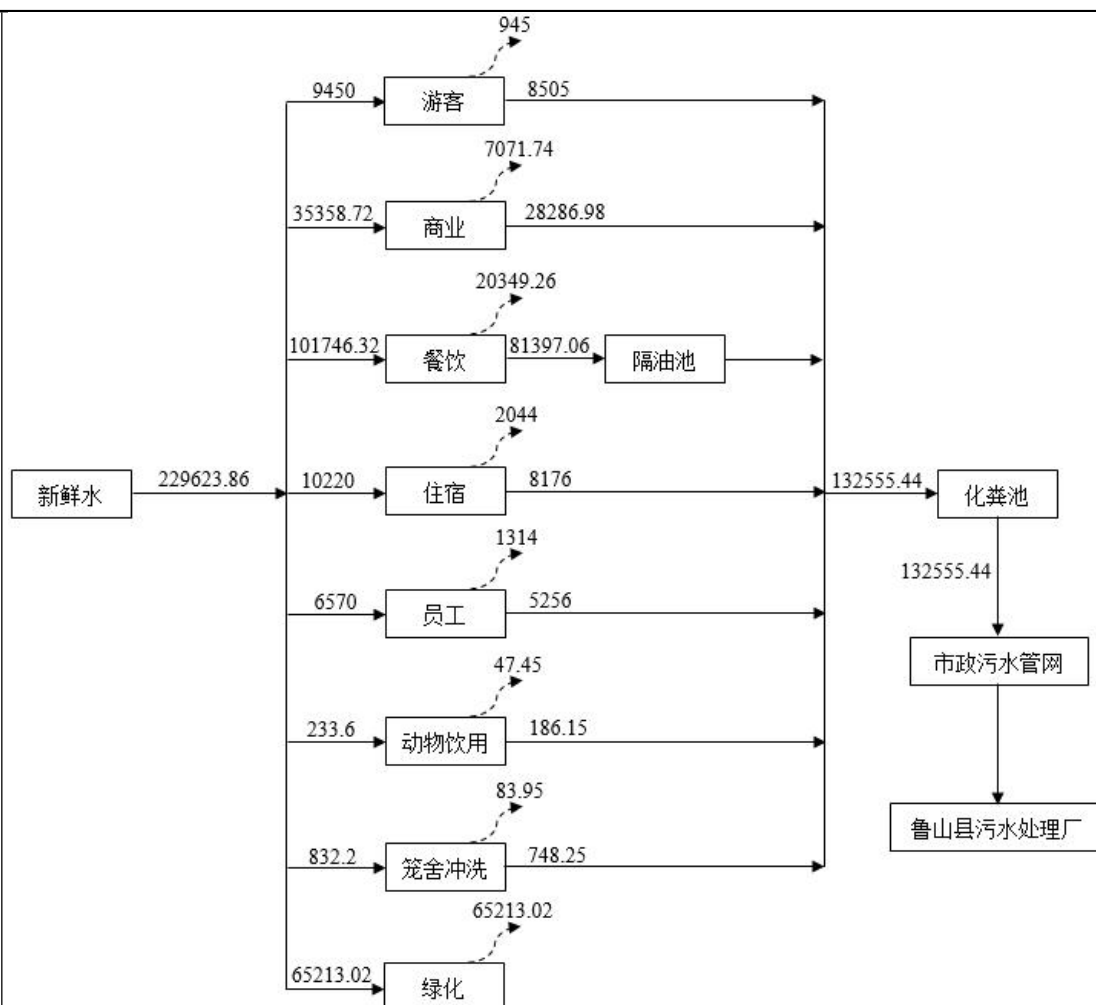 945
9450
游客
8505
7071.74
35358.72
商业
28286.98
20349.26
101746.32
餐饮
81397.06
隔油池
2044
新鲜水
229623.86
10220
住宿
8176
132555.44
化粪池
1314
132555.44
6570
员工
5256
市政污水管网
47.45
233.6
动物饮用
186.15
83.95
鲁山县污水处理厂
832.2
笼舍冲洗
748.25
65213.02
65213.02
绿化